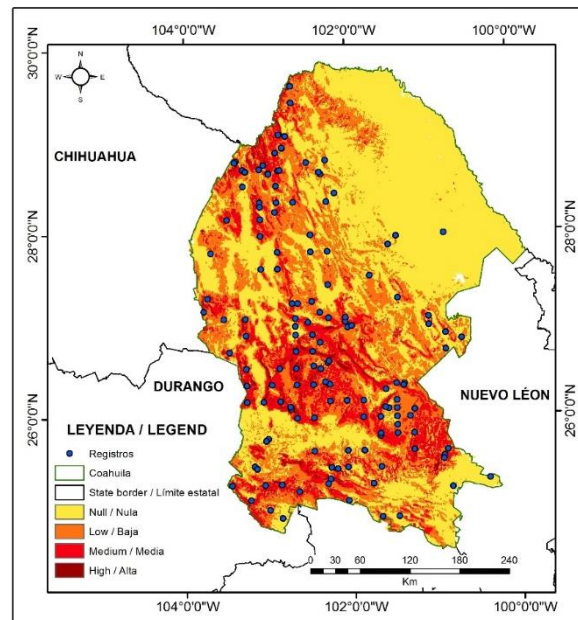 104°0'0"W 102°0'0"W 100°0'0"W
30°0'0"N
N
W E
S
CHIHUAHUA
28°0'0"N 28°0'0"N
DURANGO
NUEVO LÉON
26°0'0"N 26°0'0"N
LEYENDA / LEGEND
Registros
Coahuila
State border / Límite estatal
Null / Nula
Low / Baja
Medium / Media
High / Alta
0 30 60 120 180 240
Km
104°0'0"W 102°0'0"W 100°0'0"W